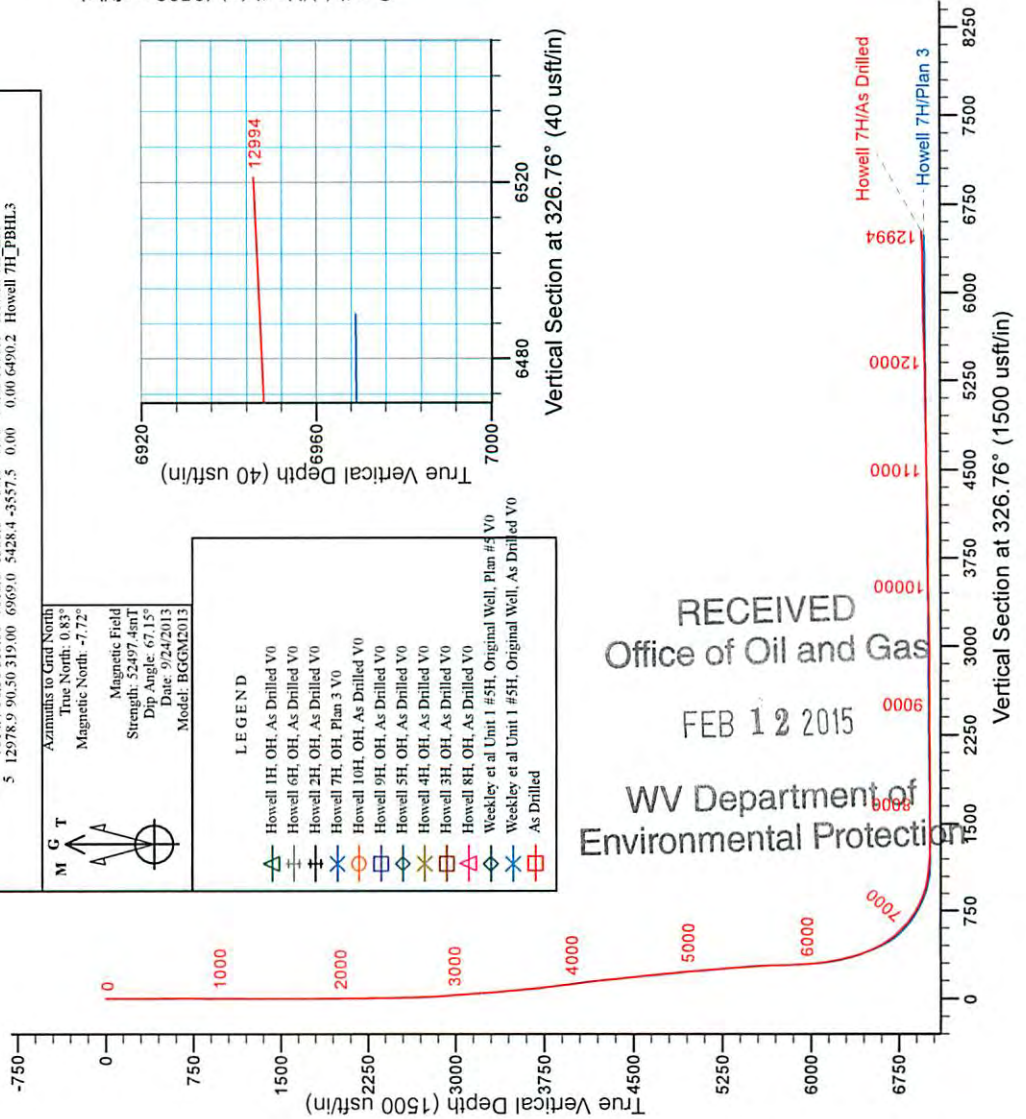 5 12978.9 90.50 319.00 6969.0 5428.4 -3557.5 0.00 0.00 6490.2 Howell 7H_PBHL3
M G T
Azimuths to Grid North
True North: 0.83°
Magnetic North: -7.72°
Magnetic Field
Strength: 52497.4snT
Dip Angle: 67.15°
Date: 9/24/2013
Model: BGGM2013
LEGEND
Howell 1H, OH, As Drilled V0
Howell 6H, OH, As Drilled V0
Howell 2H, OH, As Drilled V0
Howell 7H, OH, Plan 3 V0
Howell 10H, OH, As Drilled V0
Howell 9H, OH, As Drilled V0
Howell 5H, OH, As Drilled V0
Howell 4H, OH, As Drilled V0
Howell 3H, OH, As Drilled V0
Howell 8H, OH, As Drilled V0
Weekley et al Unit 1 #5H, Original Well, Plan #5 V0
Weekley et al Unit 1 #5H, Original Well, As Drilled V0
As Drilled
True Vertical Depth (40 usft/in)
6920
6960
7000
12994
6480
6520
Vertical Section at 326.76° (40 usft/in)
True Vertical Depth (1500 usft/in)
-750
0
750
1500
2250
3000
3750
4500
5250
6000
6750
0
1000
2000
3000
4000
5000
6000
7000
8000
9000
10000
11000
12000
12994
Howell 7H/As Drilled
Howell 7H/Plan 3
0
750
1500
2250
3000
3750
4500
5250
6000
6750
7500
8250
Vertical Section at 326.76° (1500 usft/in)
RECEIVED
Office of Oil and Gas
FEB 12 2015
WV Department of
Environmental Protection